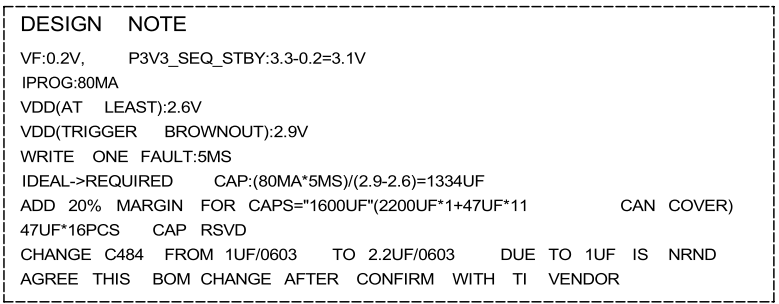 DESIGN NOTE
VF:0.2V, P3V3_SEQ_STBY:3.3-0.2=3.1V
IPROG:80MA
VDD(AT LEAST):2.6V
VDD(TRIGGER BROWNOUT):2.9V
WRITE ONE FAULT:5MS
IDEAL->REQUIRED CAP:(80MA*5MS)/(2.9-2.6)=1334UF
ADD 20% MARGIN FOR CAPS="1600UF"(2200UF*1+47UF*11 CAN COVER)
47UF*16PCS CAP RSVD
CHANGE C484 FROM 1UF/0603 TO 2.2UF/0603 DUE TO 1UF IS NRND
AGREE THIS BOM CHANGE AFTER CONFIRM WITH TI VENDOR